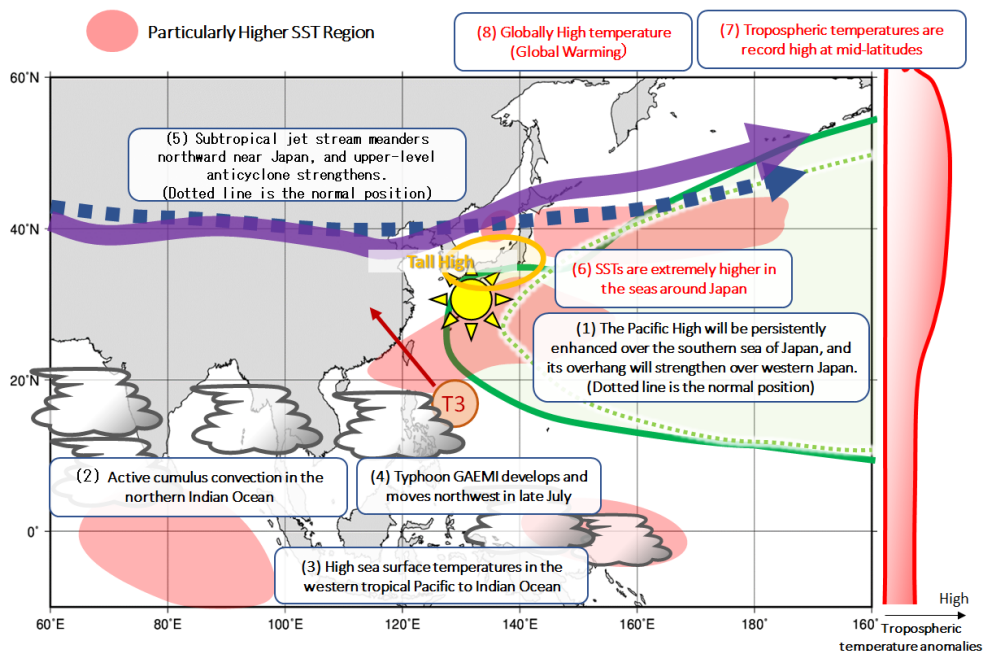 Particularly Higher SST Region
(8) Globally High temperature
(Global Warming)
(7) Tropospheric temperatures are
record high at mid-latitudes
60°N
(5) Subtropical jet stream meanders
northward near Japan, and upper-level
anticyclone strengthens.
(Dotted line is the normal position)
40°N
Tall High
(6) SSTs are extremely higher in
the seas around Japan
(1) The Pacific High will be persistently
enhanced over the southern sea of Japan, and
its overhang will strengthen over western Japan.
(Dotted line is the normal position)
20°N
T3
(2) Active cumulus convection in the
northern Indian Ocean
(4) Typhoon GAEMI develops and
moves northwest in late July
0°
(3) High sea surface temperatures in the
western tropical Pacific to Indian Ocean
60°E
80°E
100°E
120°E
140°E
160°E
180°
160°
High
Tropospheric
temperature anomalies